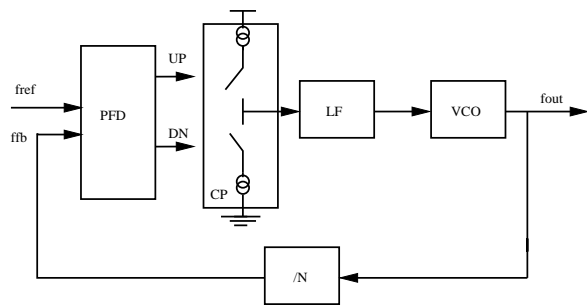 UP
fref
PFD
LF
VCO
fout
ffb
DN
CP
/N